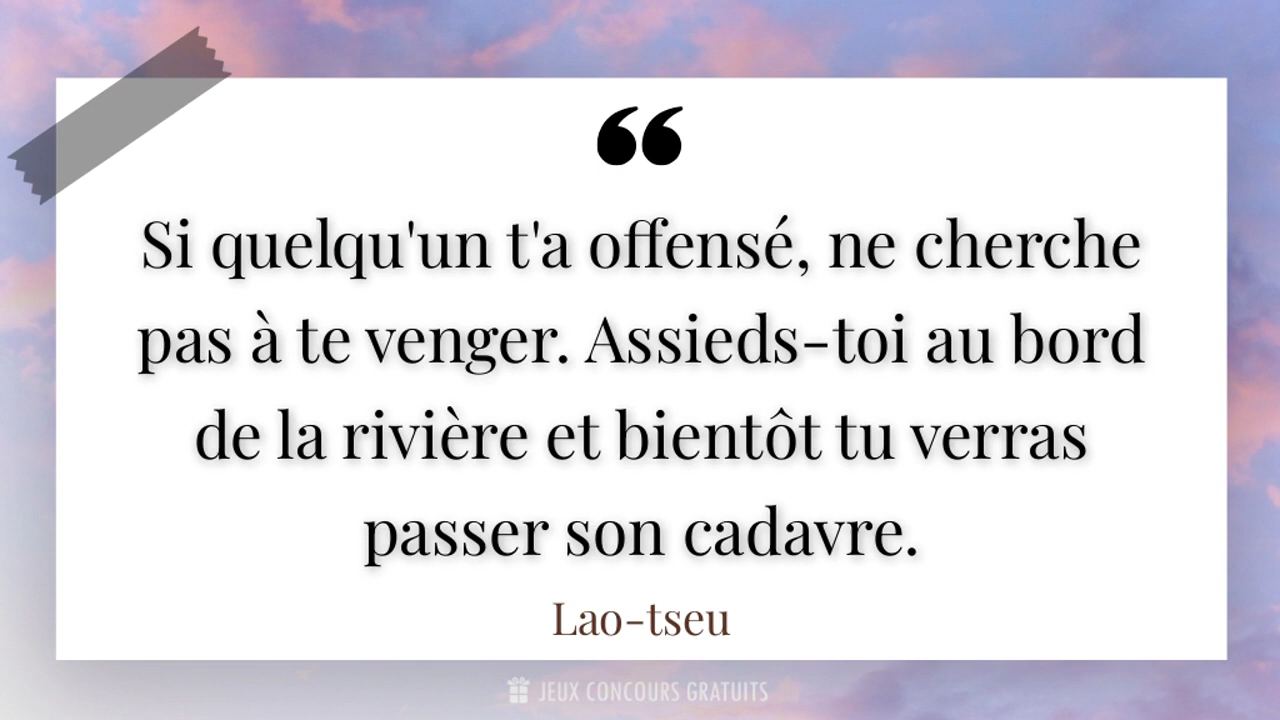 “
Si quelqu'un t'a offensé, ne cherche
pas à te venger. Assieds-toi au bord
de la rivière et bientôt tu verras
passer son cadavre.
Lao-tseu
JEUX CONCOURS GRATUITS